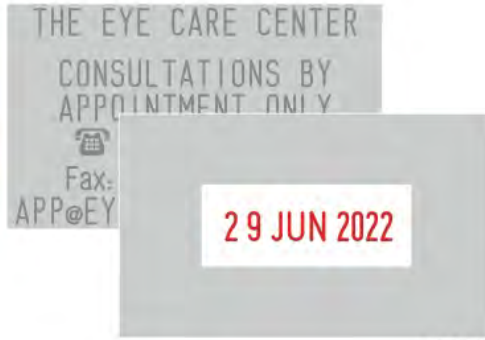 THE EYE CARE CENTER
CONSULTATIONS BY
APPOINTMENT ONLY
Fax:
APP@EY
29 JUN 2022